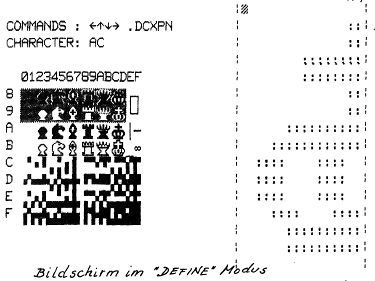 COMMANDS : ←↑↓→ .DCXPN
CHARACTER: AC
0123456789ABCDEF
8
9
A
B
C
D
E
F
Bildschirm im "DEFINE" Modus